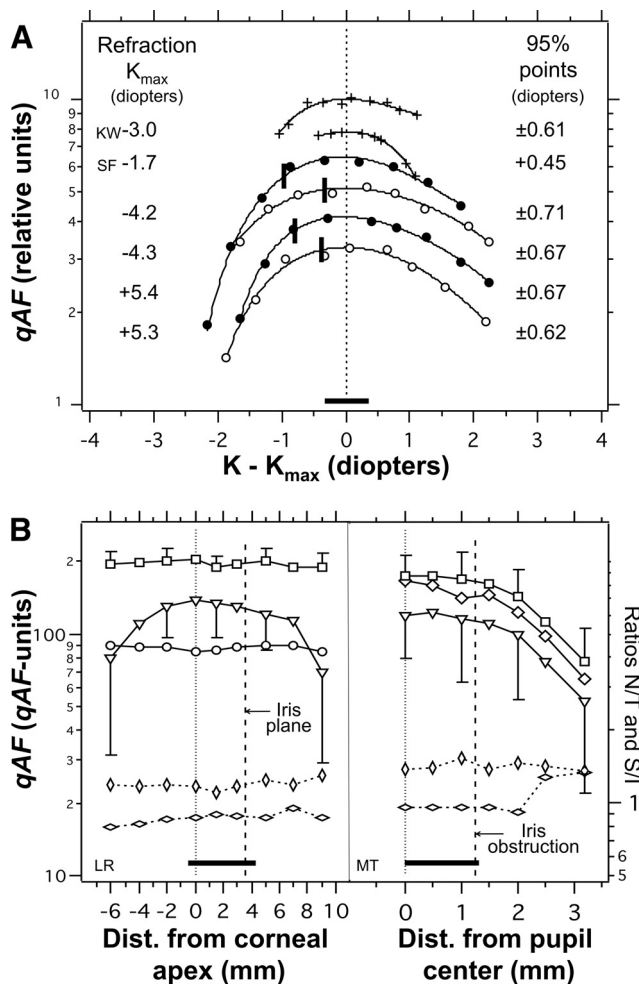 A
Refraction
Kmax
(diopters)
95%
points
(diopters)
KW -3.0
±0.61
SF -1.7
+0.45
-4.2
±0.71
-4.3
±0.67
+5.4
±0.67
+5.3
±0.62
qAF (relative units)
10
9
8
7
6
5
4
3
2
1
-4 -3 -2 -1 0 1 2 3 4
K - Kmax (diopters)
B
qAF (qAF-units)
2
100
9
8
7
6
5
4
3
2
10
Iris
plane
LR
-6 -4 -2 0 2 4 6 8 10
Dist. from corneal
apex (mm)
Iris
obstruction
MT
0 1 2 3
Dist. from pupil
center (mm)
1
9
8
7
6
5
Ratios N/T and S/I